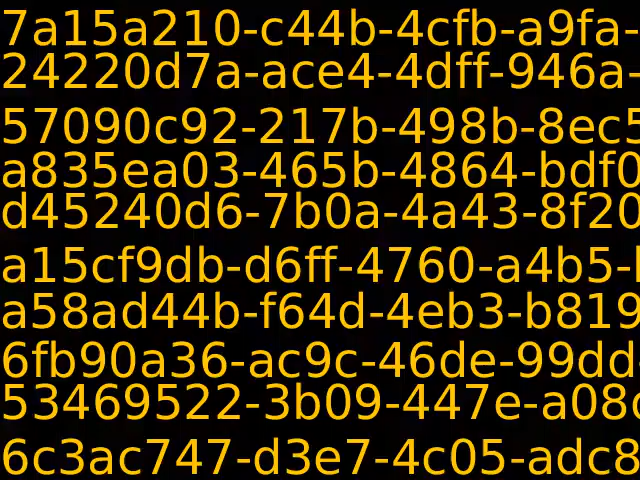 7a15a210-c44b-4cfb-a9fa-
24220d7a-ace4-4dff-946a-
57090c92-217b-498b-8ec5
a835ea03-465b-4864-bdf0
d45240d6-7b0a-4a43-8f20
a15cf9db-d6ff-4760-a4b5-
a58ad44b-f64d-4eb3-b819
6fb90a36-ac9c-46de-99dd-
53469522-3b09-447e-a08
6c3ac747-d3e7-4c05-adc8